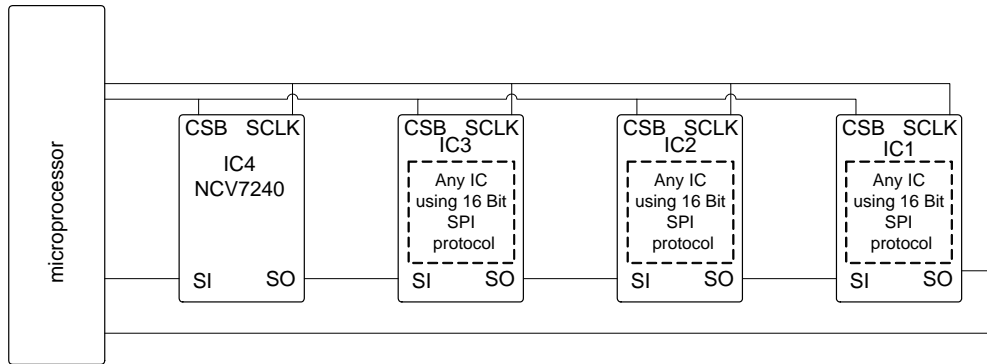 microprocessor
CSB SCLK
IC4
NCV7240
SI SO
CSB SCLK
IC3
Any IC
using 16 Bit
SPI
protocol
SI SO
CSB SCLK
IC2
Any IC
using 16 Bit
SPI
protocol
SI SO
CSB SCLK
IC1
Any IC
using 16 Bit
SPI
protocol
SI SO